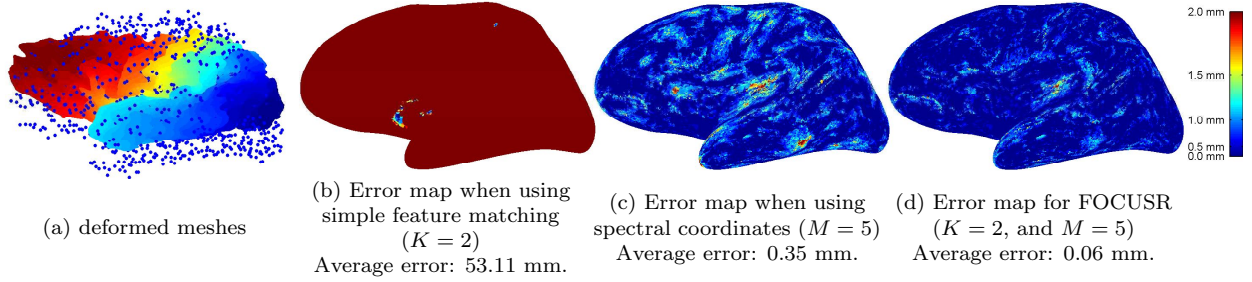 (a) deformed meshes
(b) Error map when using
simple feature matching
(K = 2)
Average error: 53.11 mm.
(c) Error map when using
spectral coordinates (M = 5)
Average error: 0.35 mm.
(d) Error map for FOCUSR
(K = 2, and M = 5)
Average error: 0.06 mm.
2.0 mm
1.5 mm
1.0 mm
0.5 mm
0.0 mm